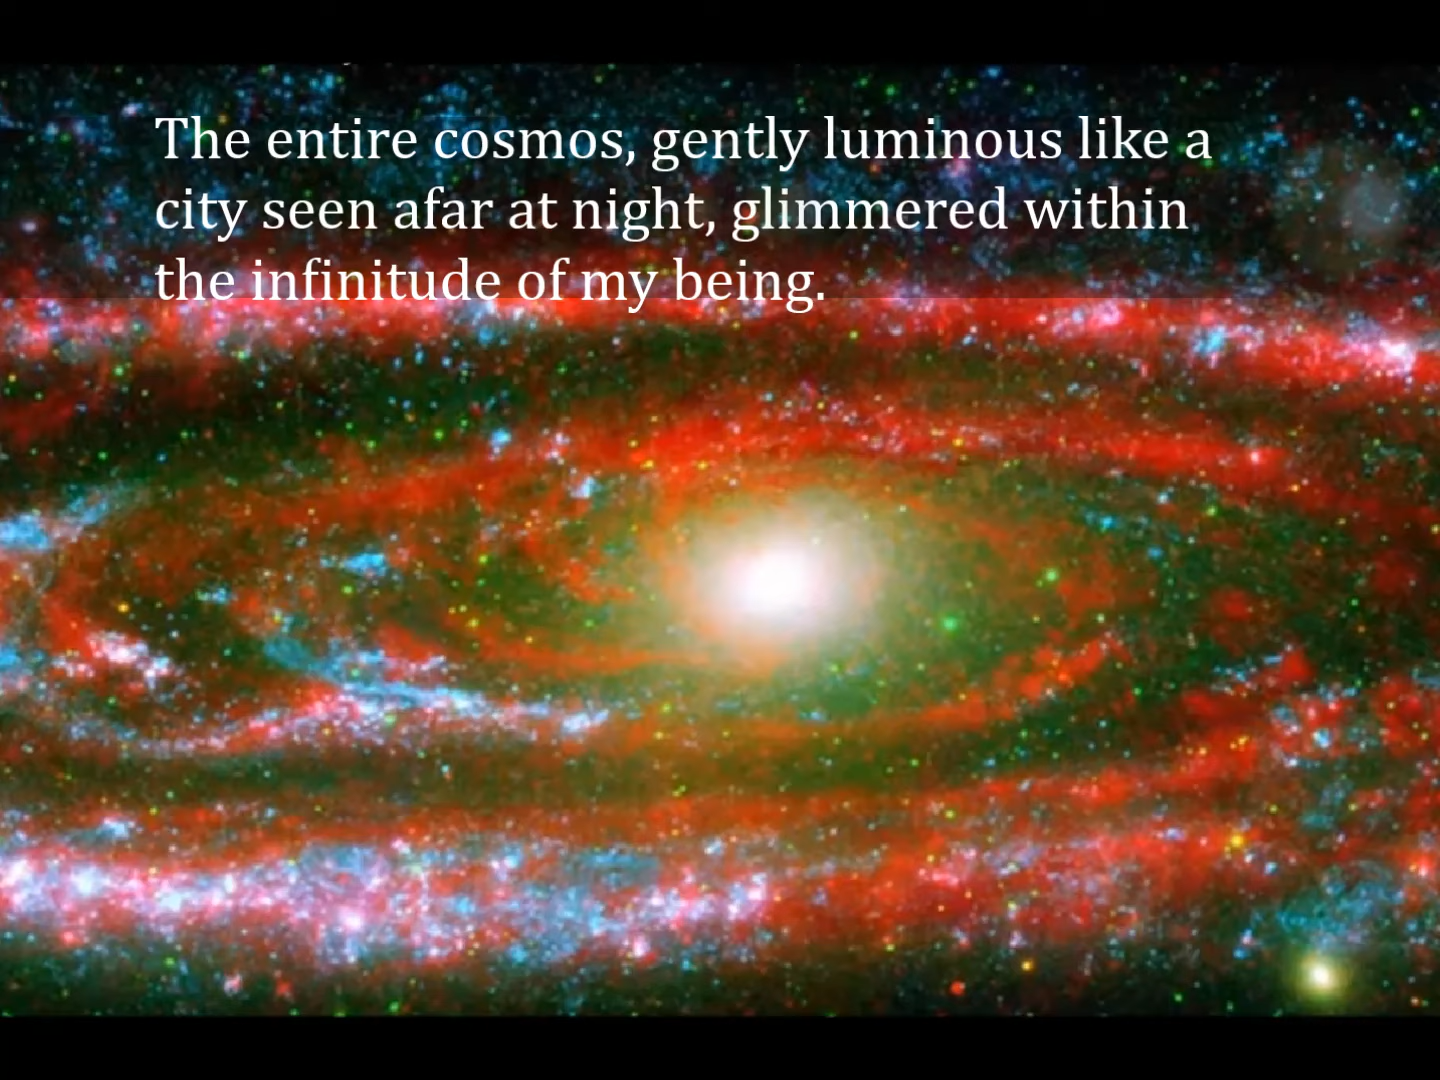 The entire cosmos, gently luminous like a
city seen afar at night, glimmered within
the infinitude of my being.